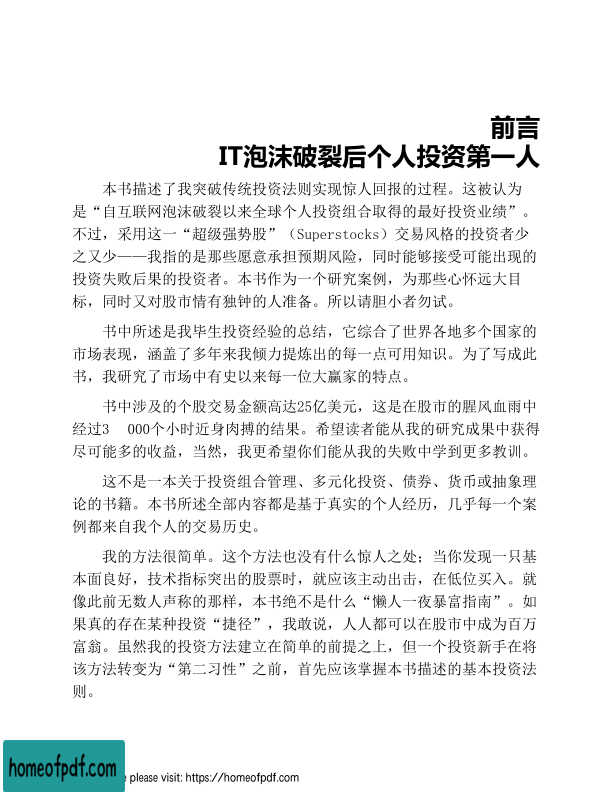 前言
IT泡沫破裂后个人投资第一人
本书描述了我突破传统投资法则实现惊人回报的过程。这被认为
是“自互联网泡沫破裂以来全球个人投资组合取得的最好投资业绩”。
不过，采用这一“超级强势股”（Superstocks）交易风格的投资者少
之又少——我指的是那些愿意承担预期风险，同时能够接受可能出现的
投资失败后果的投资者。本书作为一个研究案例，为那些心怀远大目
标，同时又对股市情有独钟的人准备。所以请胆小者勿试。
书中所述是我毕生投资经验的总结，它综合了世界各地多个国家的
市场表现，涵盖了多年来我倾力提炼出的每一点可用知识。为了写成此
书，我研究了市场中有史以来每一位大赢家的特点。
书中涉及的个股交易金额高达25亿美元，这是在股市的腥风血雨中
经过3 000个小时近身肉搏的结果。希望读者能从我的研究成果中获得
尽可能多的收益，当然，我更希望你们能从我的失败中学到更多教训。
这不是一本关于投资组合管理、多元化投资、债券、货币或抽象理
论的书籍。本书所述全部内容都是基于真实的个人经历，几乎每一个案
例都来自我个人的交易历史。
我的方法很简单。这个方法也没有什么惊人之处；当你发现一只基
本面良好，技术指标突出的股票时，就应该主动出击，在低位买入。就
像此前无数人声称的那样，本书绝不是什么“懒人一夜暴富指南”。如
果真的存在某种投资“捷径”，我敢说，人人都可以在股市中成为百万
富翁。虽然我的投资方法建立在简单的前提之上，但一个投资新手在将
该方法转变为“第二习性”之前，首先应该掌握本书描述的基本投资法
则。
homeofpdf.com
e please visit: https://homeofpdf.com